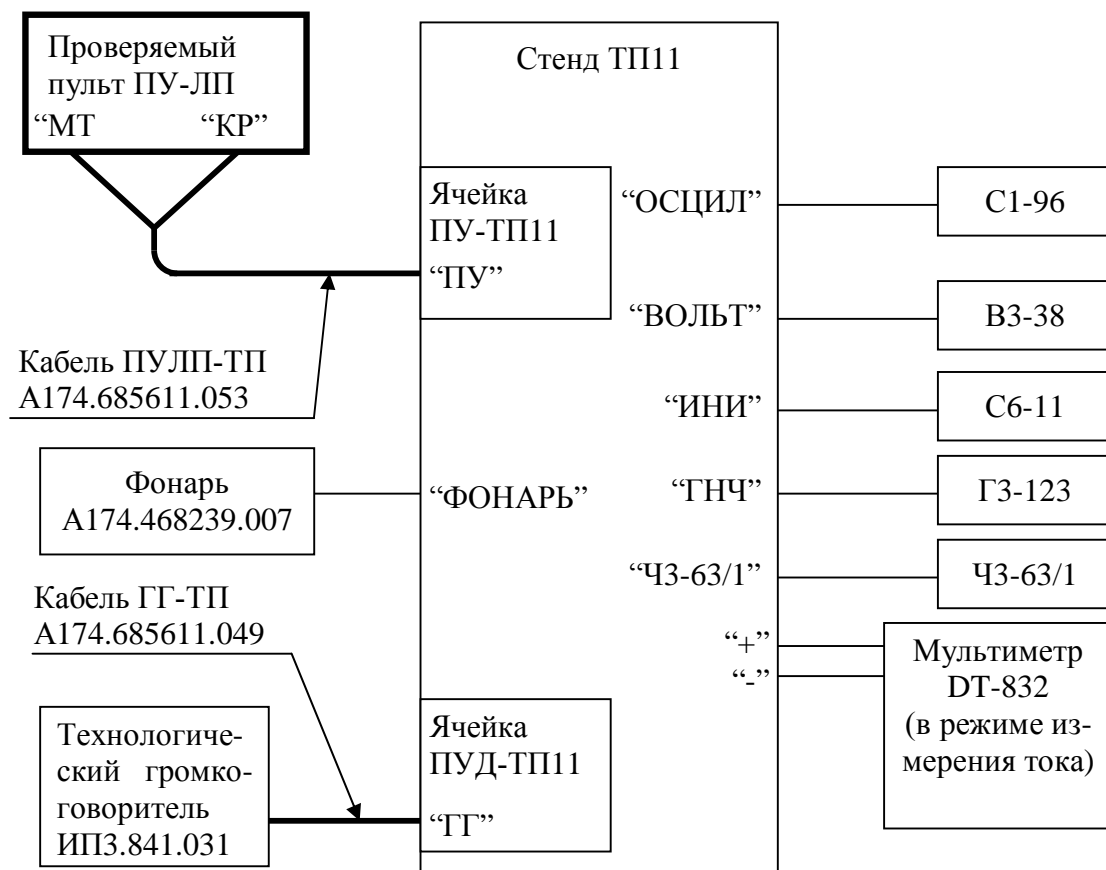 Проверяемый
пульт ПУ-ЛП
“МТ “КР”
Стенд ТП11
Ячейка
ПУ-ТП11
“ПУ”
“ОСЦИЛ”
С1-96
“ВОЛЬТ”
В3-38
Кабель ПУЛП-ТП
А174.685611.053
“ИНИ”
С6-11
Фонарь
А174.468239.007
“ФОНАРЬ”
“ГНЧ”
Г3-123
“Ч3-63/1”
Ч3-63/1
Кабель ГГ-ТП
А174.685611.049
“+”
“-”
Мультиметр
DT-832
(в режиме из-
мерения тока)
Технологиче-
ский громко-
говоритель
ИП3.841.031
Ячейка
ПУД-ТП11
“ГГ”